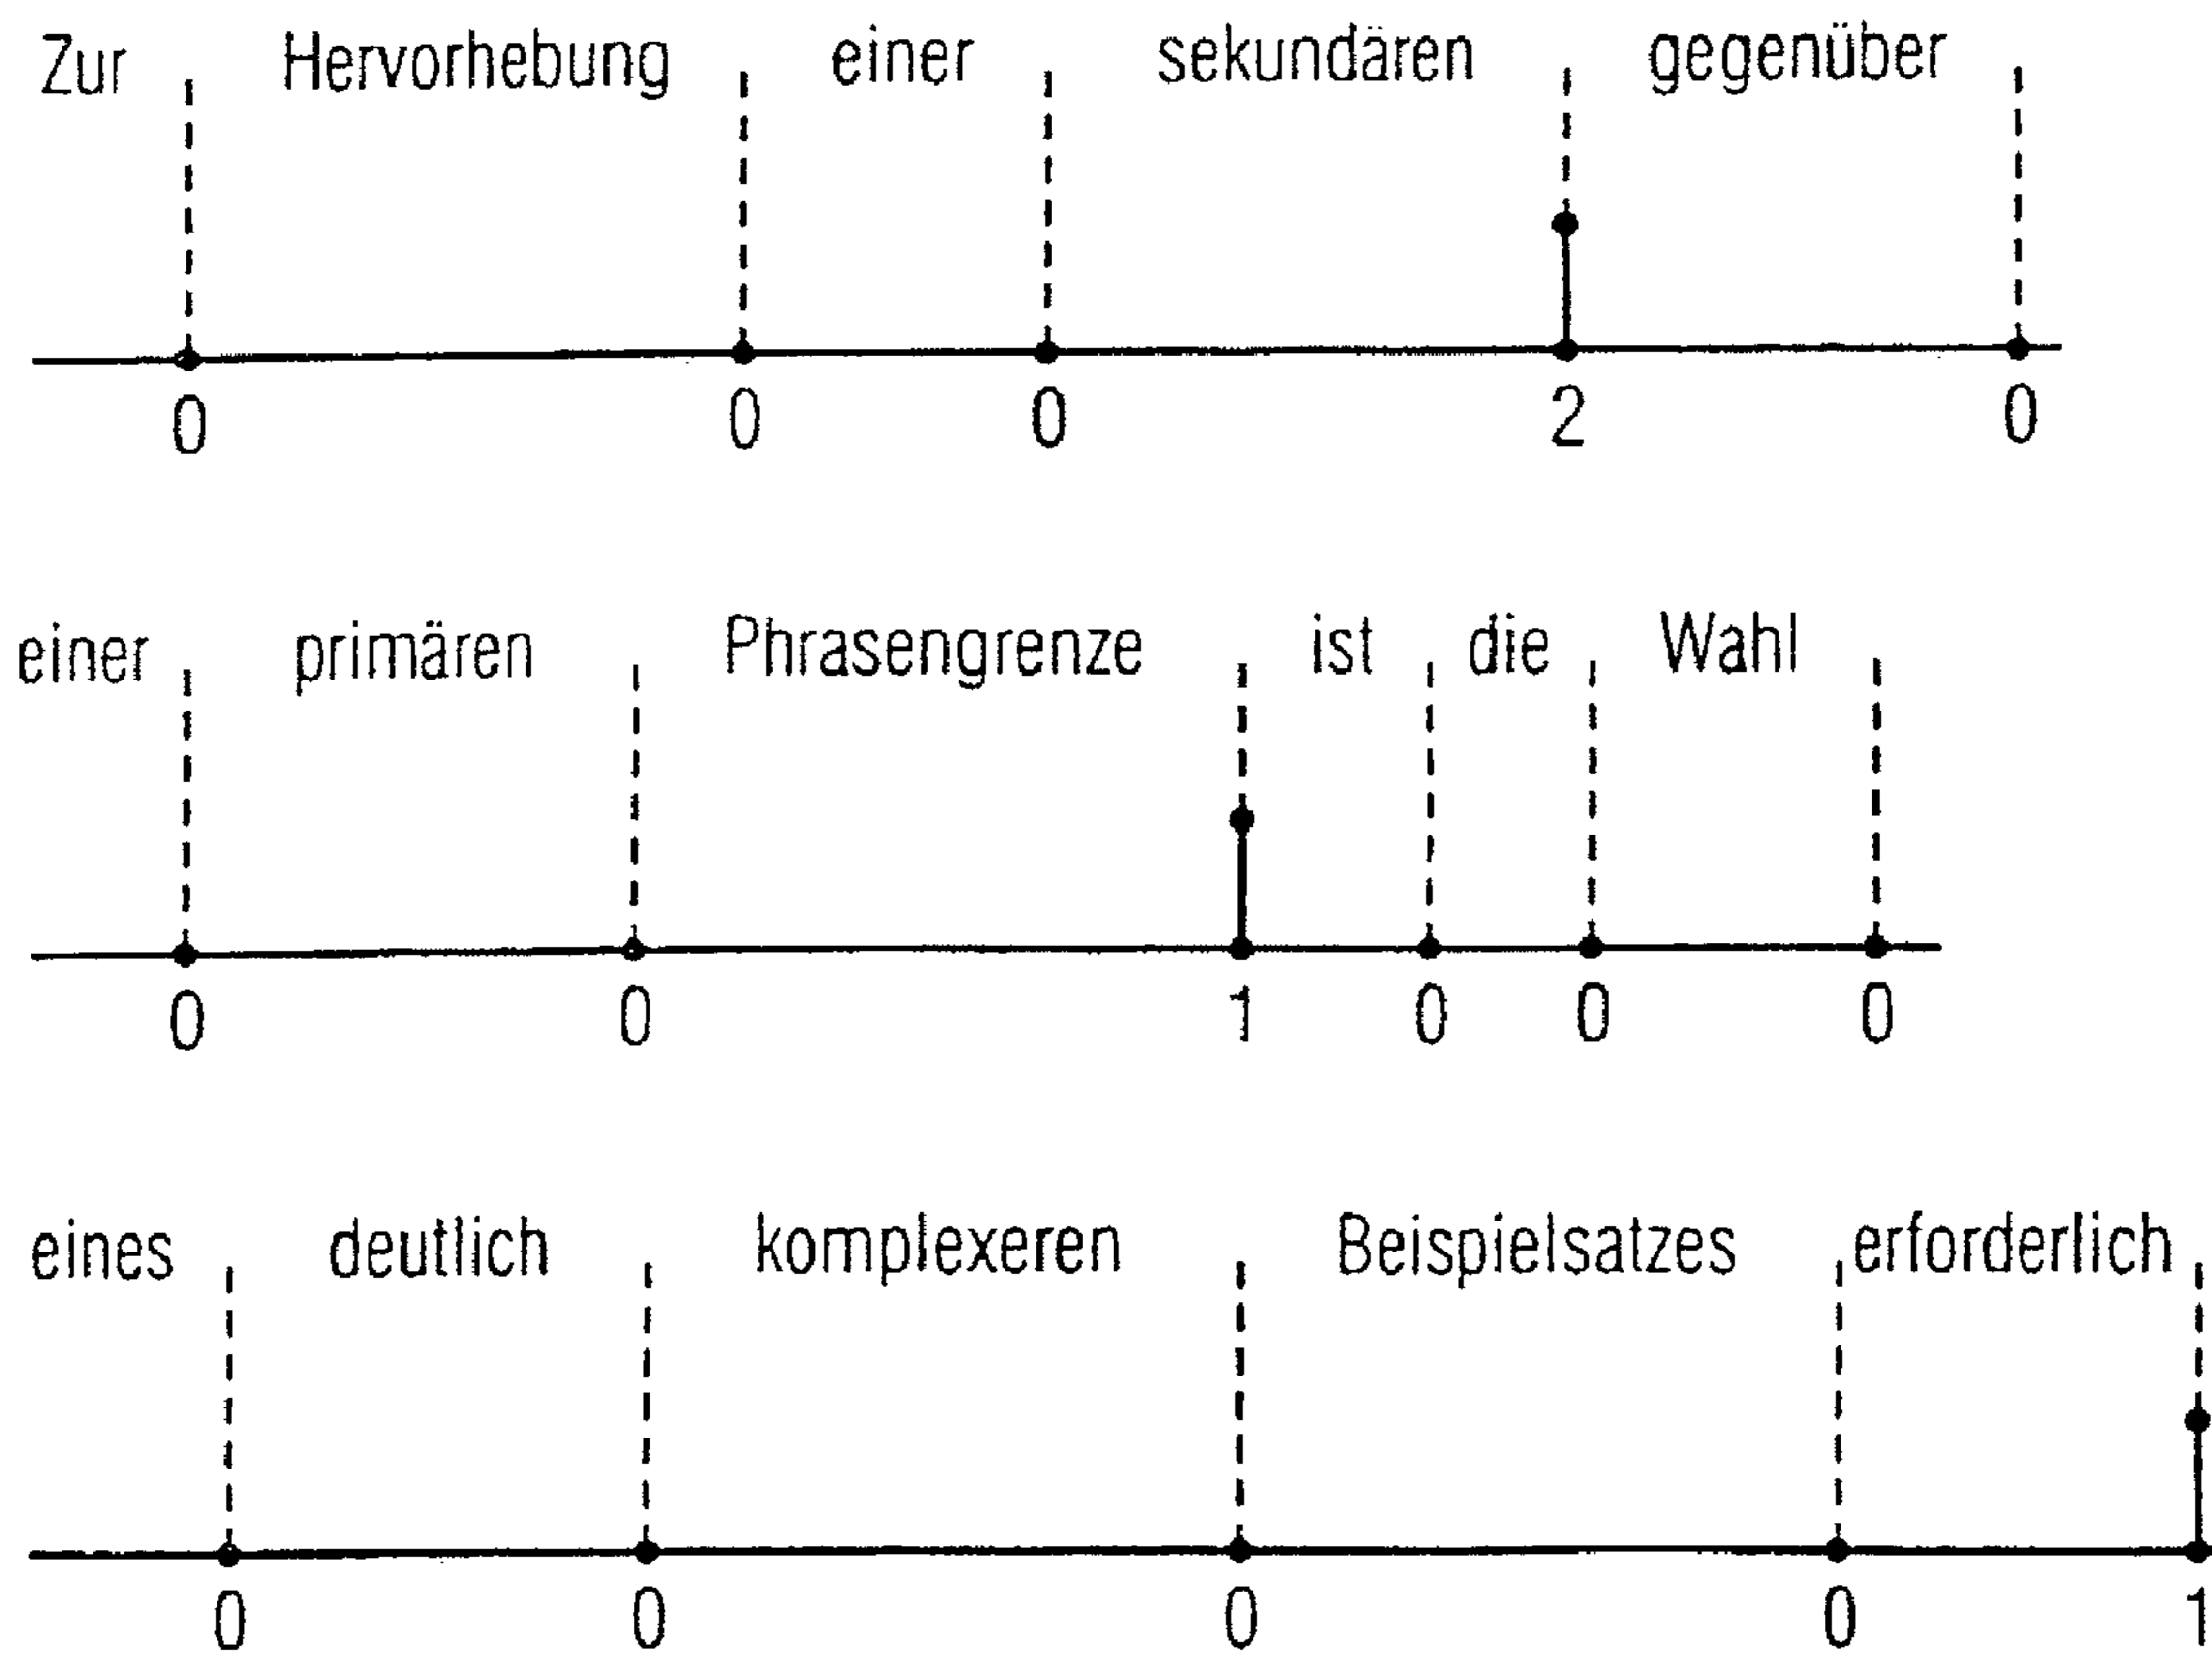 Zur Hervorhebung einer sekundären gegenüber
0 0 0 2 0
einer primären Phrasengrenze ist die Wahl
0 0 1 0 0 0
eines deutlich komplexeren Beispielsatzes erforderlich
0 0 0 0 1